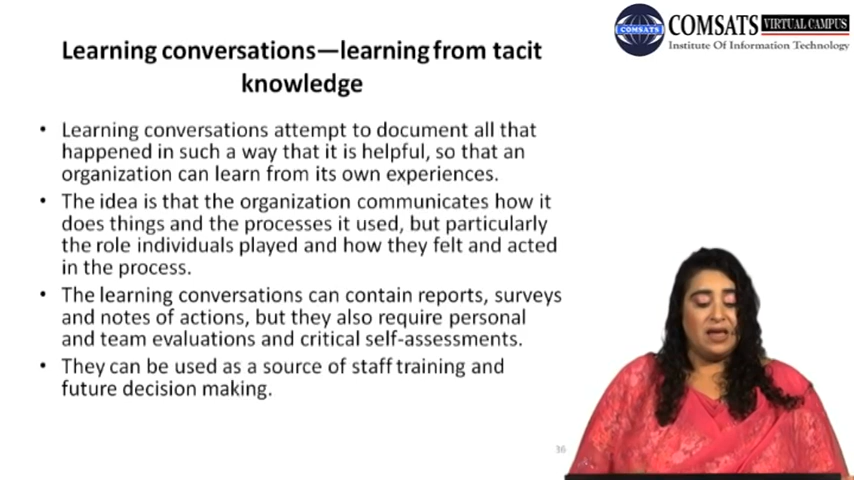 COMSATS
COMSATS VIRTUAL CAMPUS
Institute Of Information Technology
Learning conversations—learning from tacit
knowledge
• Learning conversations attempt to document all that
happened in such a way that it is helpful, so that an
organization can learn from its own experiences.
• The idea is that the organization communicates how it
does things and the processes it used, but particularly
the role individuals played and how they felt and acted
in the process.
• The learning conversations can contain reports, surveys
and notes of actions, but they also require personal
and team evaluations and critical self-assessments.
• They can be used as a source of staff training and
future decision making.
36